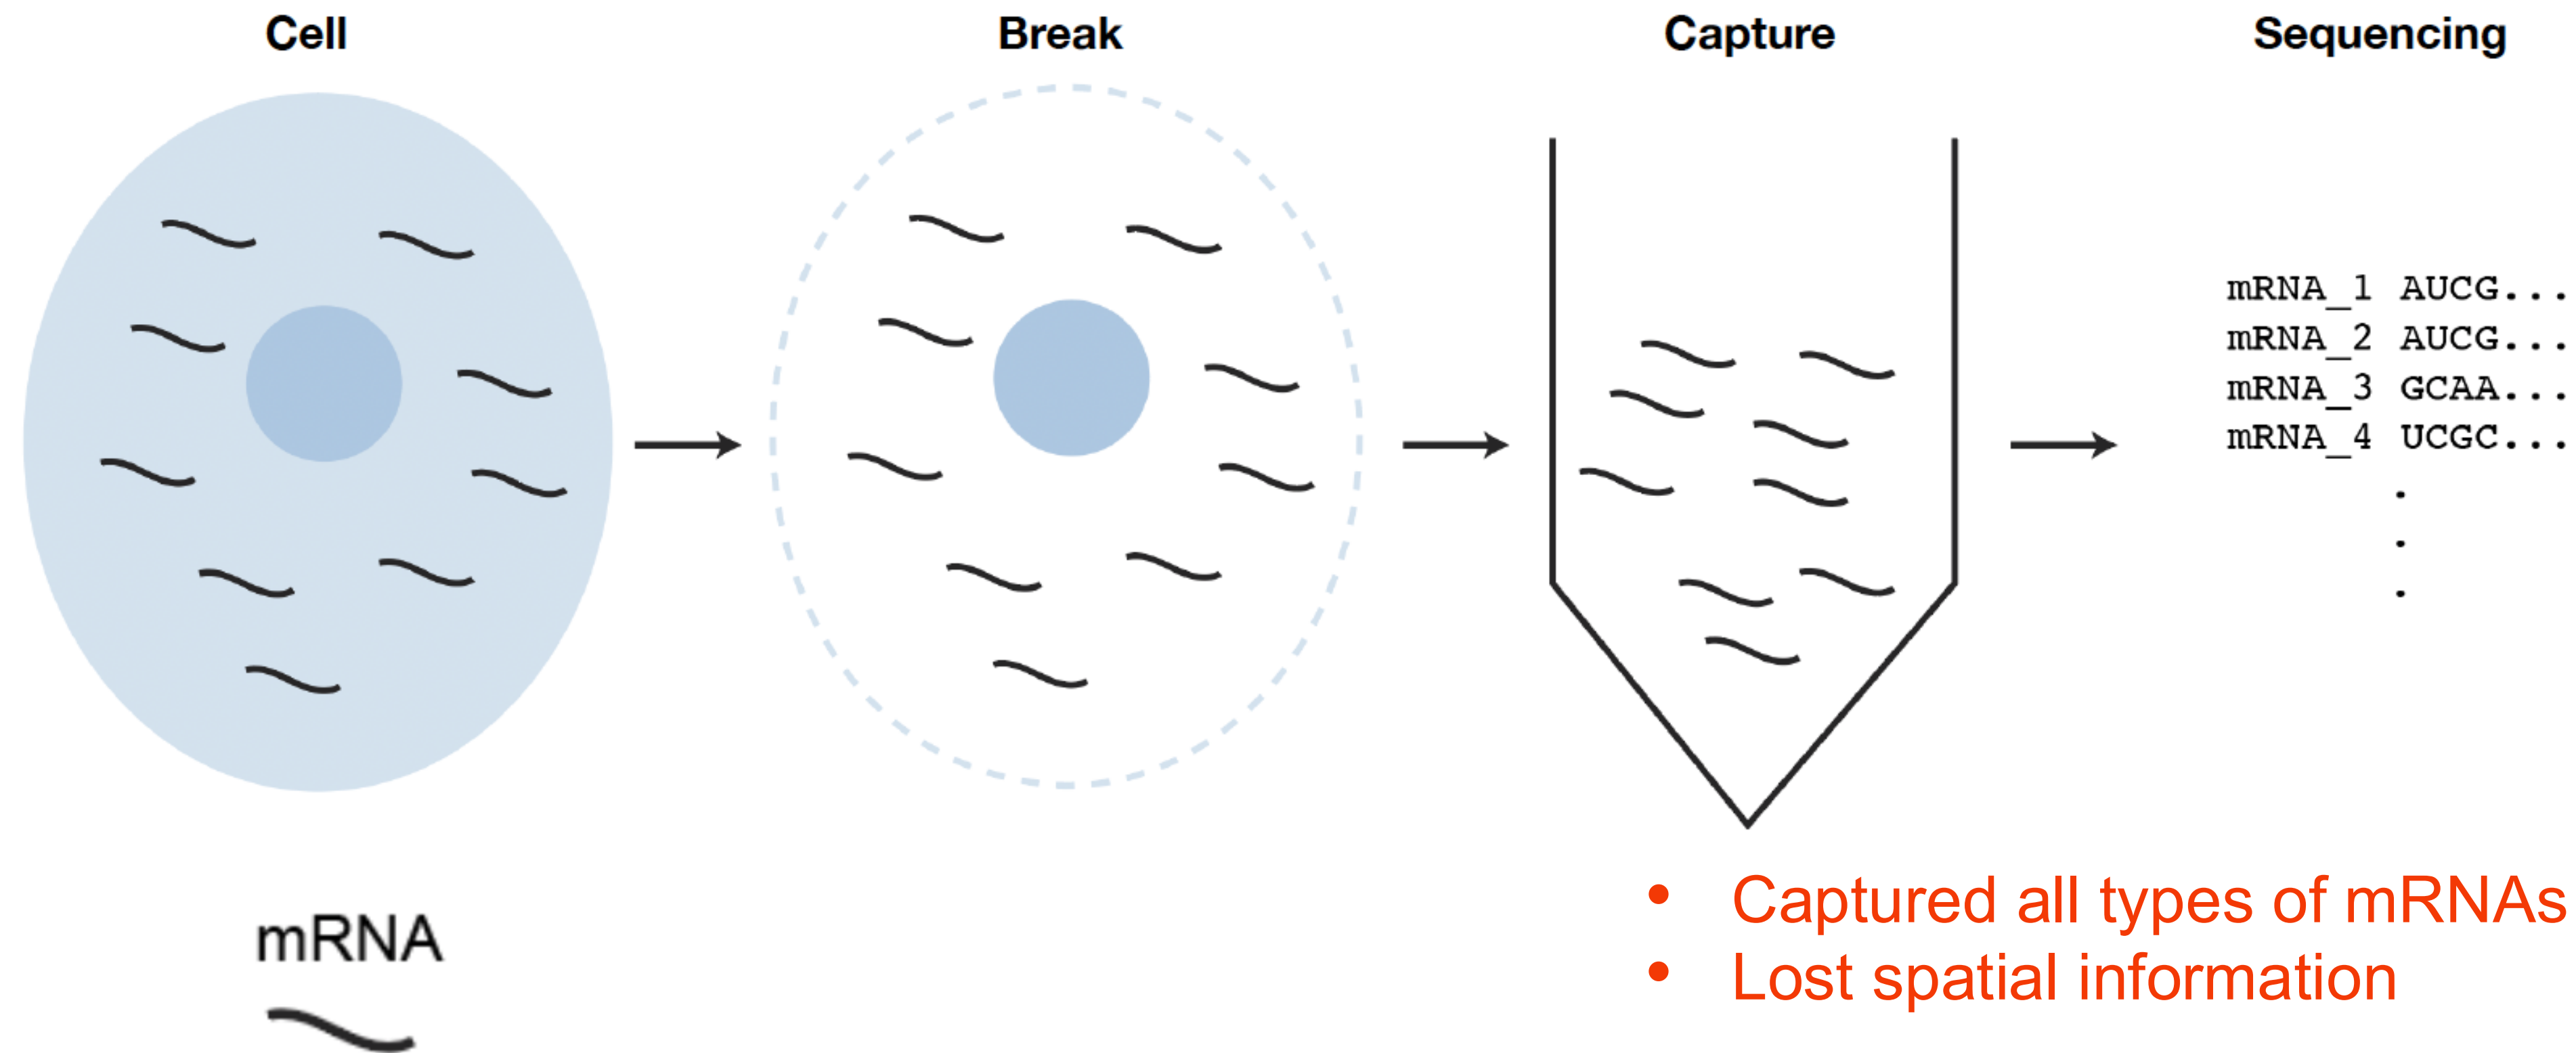 Cell
Break
Capture
Sequencing
mRNA_1 AUCG...
mRNA_2 AUCG...
mRNA_3 GCAA...
mRNA_4 UCGC...
.
.
.
mRNA
• Captured all types of mRNAs
• Lost spatial information